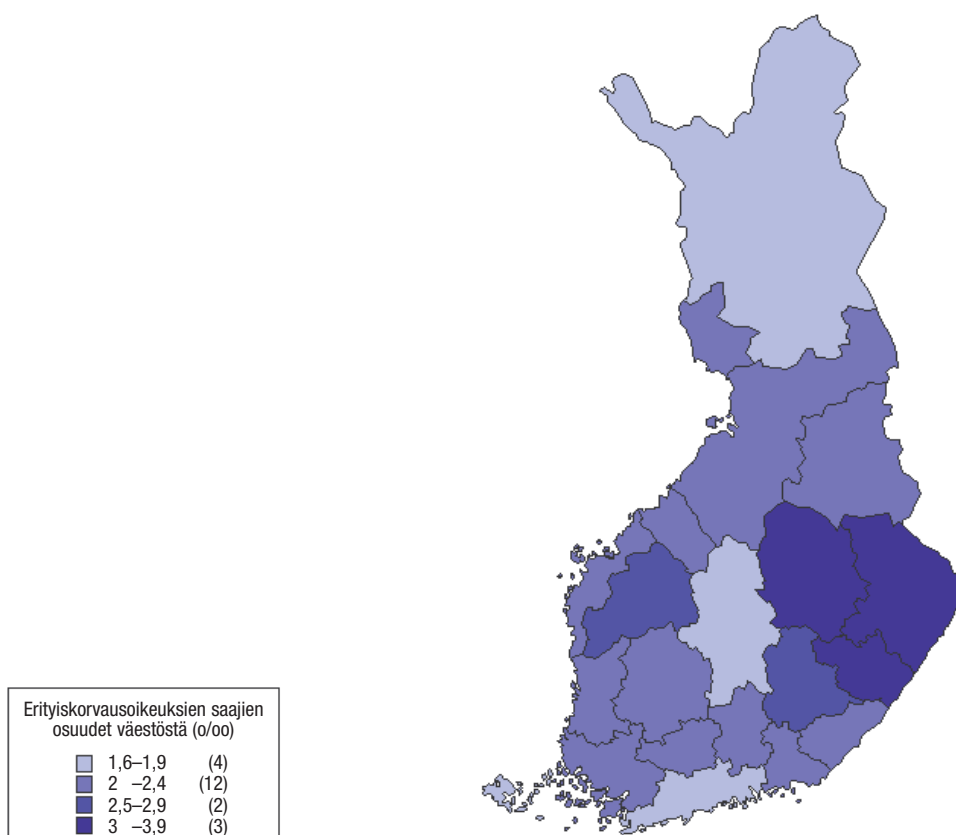 Erityiskorvausoikeuksien saajien
osuudet väestöstä (o/oo)
1,6–1,9 (4)
2 –2,4 (12)
2,5–2,9 (2)
3 –3,9 (3)